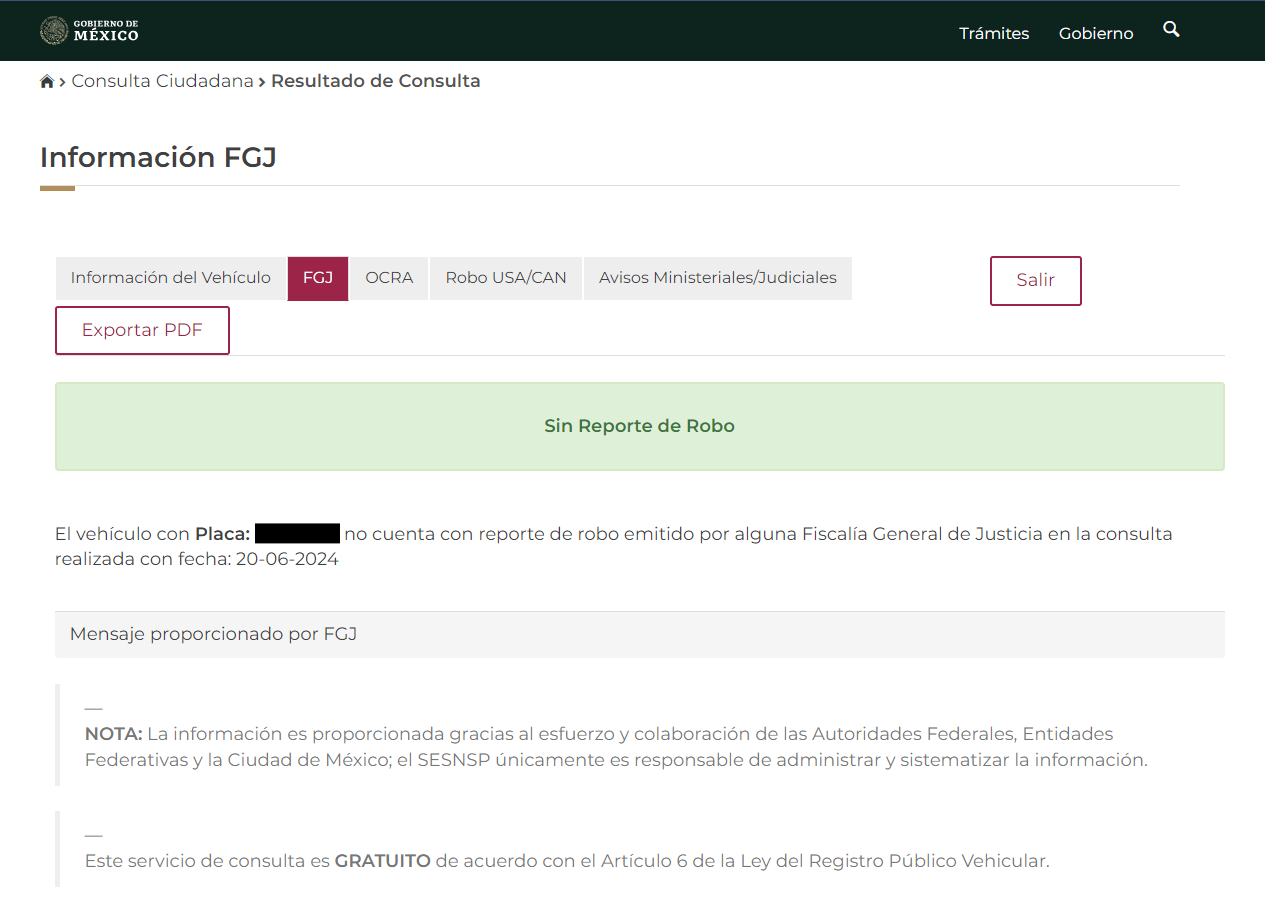 GOBIERNO DE
MÉXICO
Trámites
Gobierno
Consulta Ciudadana
Resultado de Consulta
Información FGJ
Información del Vehículo
FGJ
OCRA
Robo USA/CAN
Avisos Ministeriales/Judiciales
Salir
Exportar PDF
Sin Reporte de Robo
El vehículo con Placa: no cuenta con reporte de robo emitido por alguna Fiscalía General de Justicia en la consulta
realizada con fecha: 20-06-2024
Mensaje proporcionado por FGJ
—
NOTA: La información es proporcionada gracias al esfuerzo y colaboración de las Autoridades Federales, Entidades
Federativas y la Ciudad de México; el SESNSP únicamente es responsable de administrar y sistematizar la información.
—
Este servicio de consulta es GRATUITO de acuerdo con el Artículo 6 de la Ley del Registro Público Vehicular.